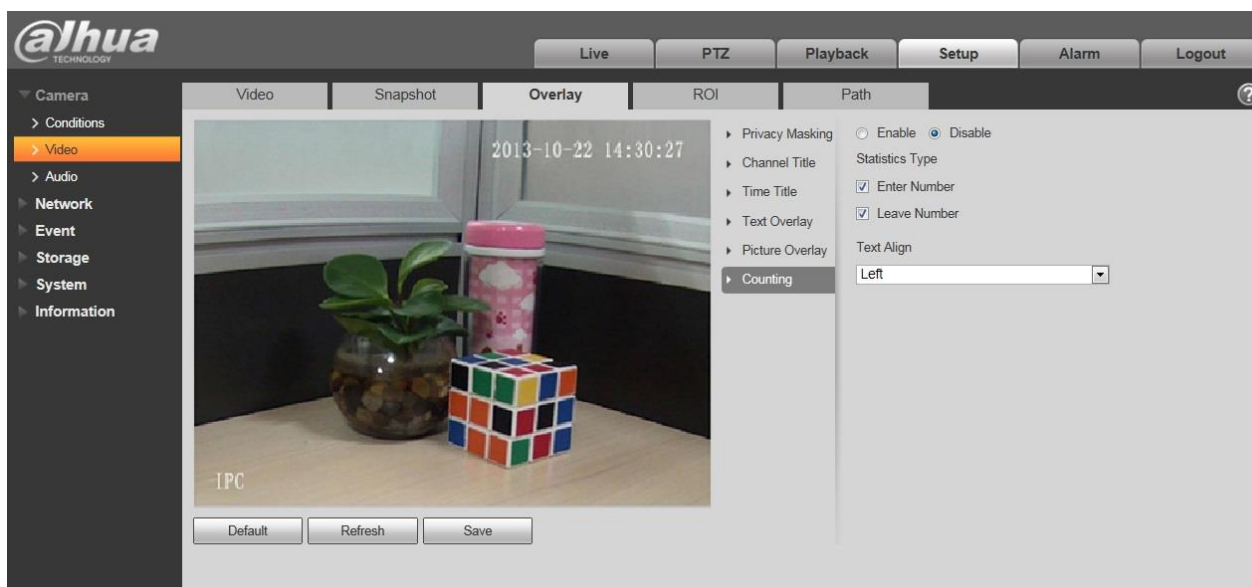 alhua
TECHNOLOGY
Live
PTZ
Playback
Setup
Alarm
Logout
Camera
Conditions
Video
Audio
Network
Event
Storage
System
Information
Video
Snapshot
Overlay
ROI
Path
?
2013-10-22 14:30:27
IPC
Default
Refresh
Save
Privacy Masking
Channel Title
Time Title
Text Overlay
Picture Overlay
Counting
Enable Disable
Statistics Type
Enter Number
Leave Number
Text Align
Left